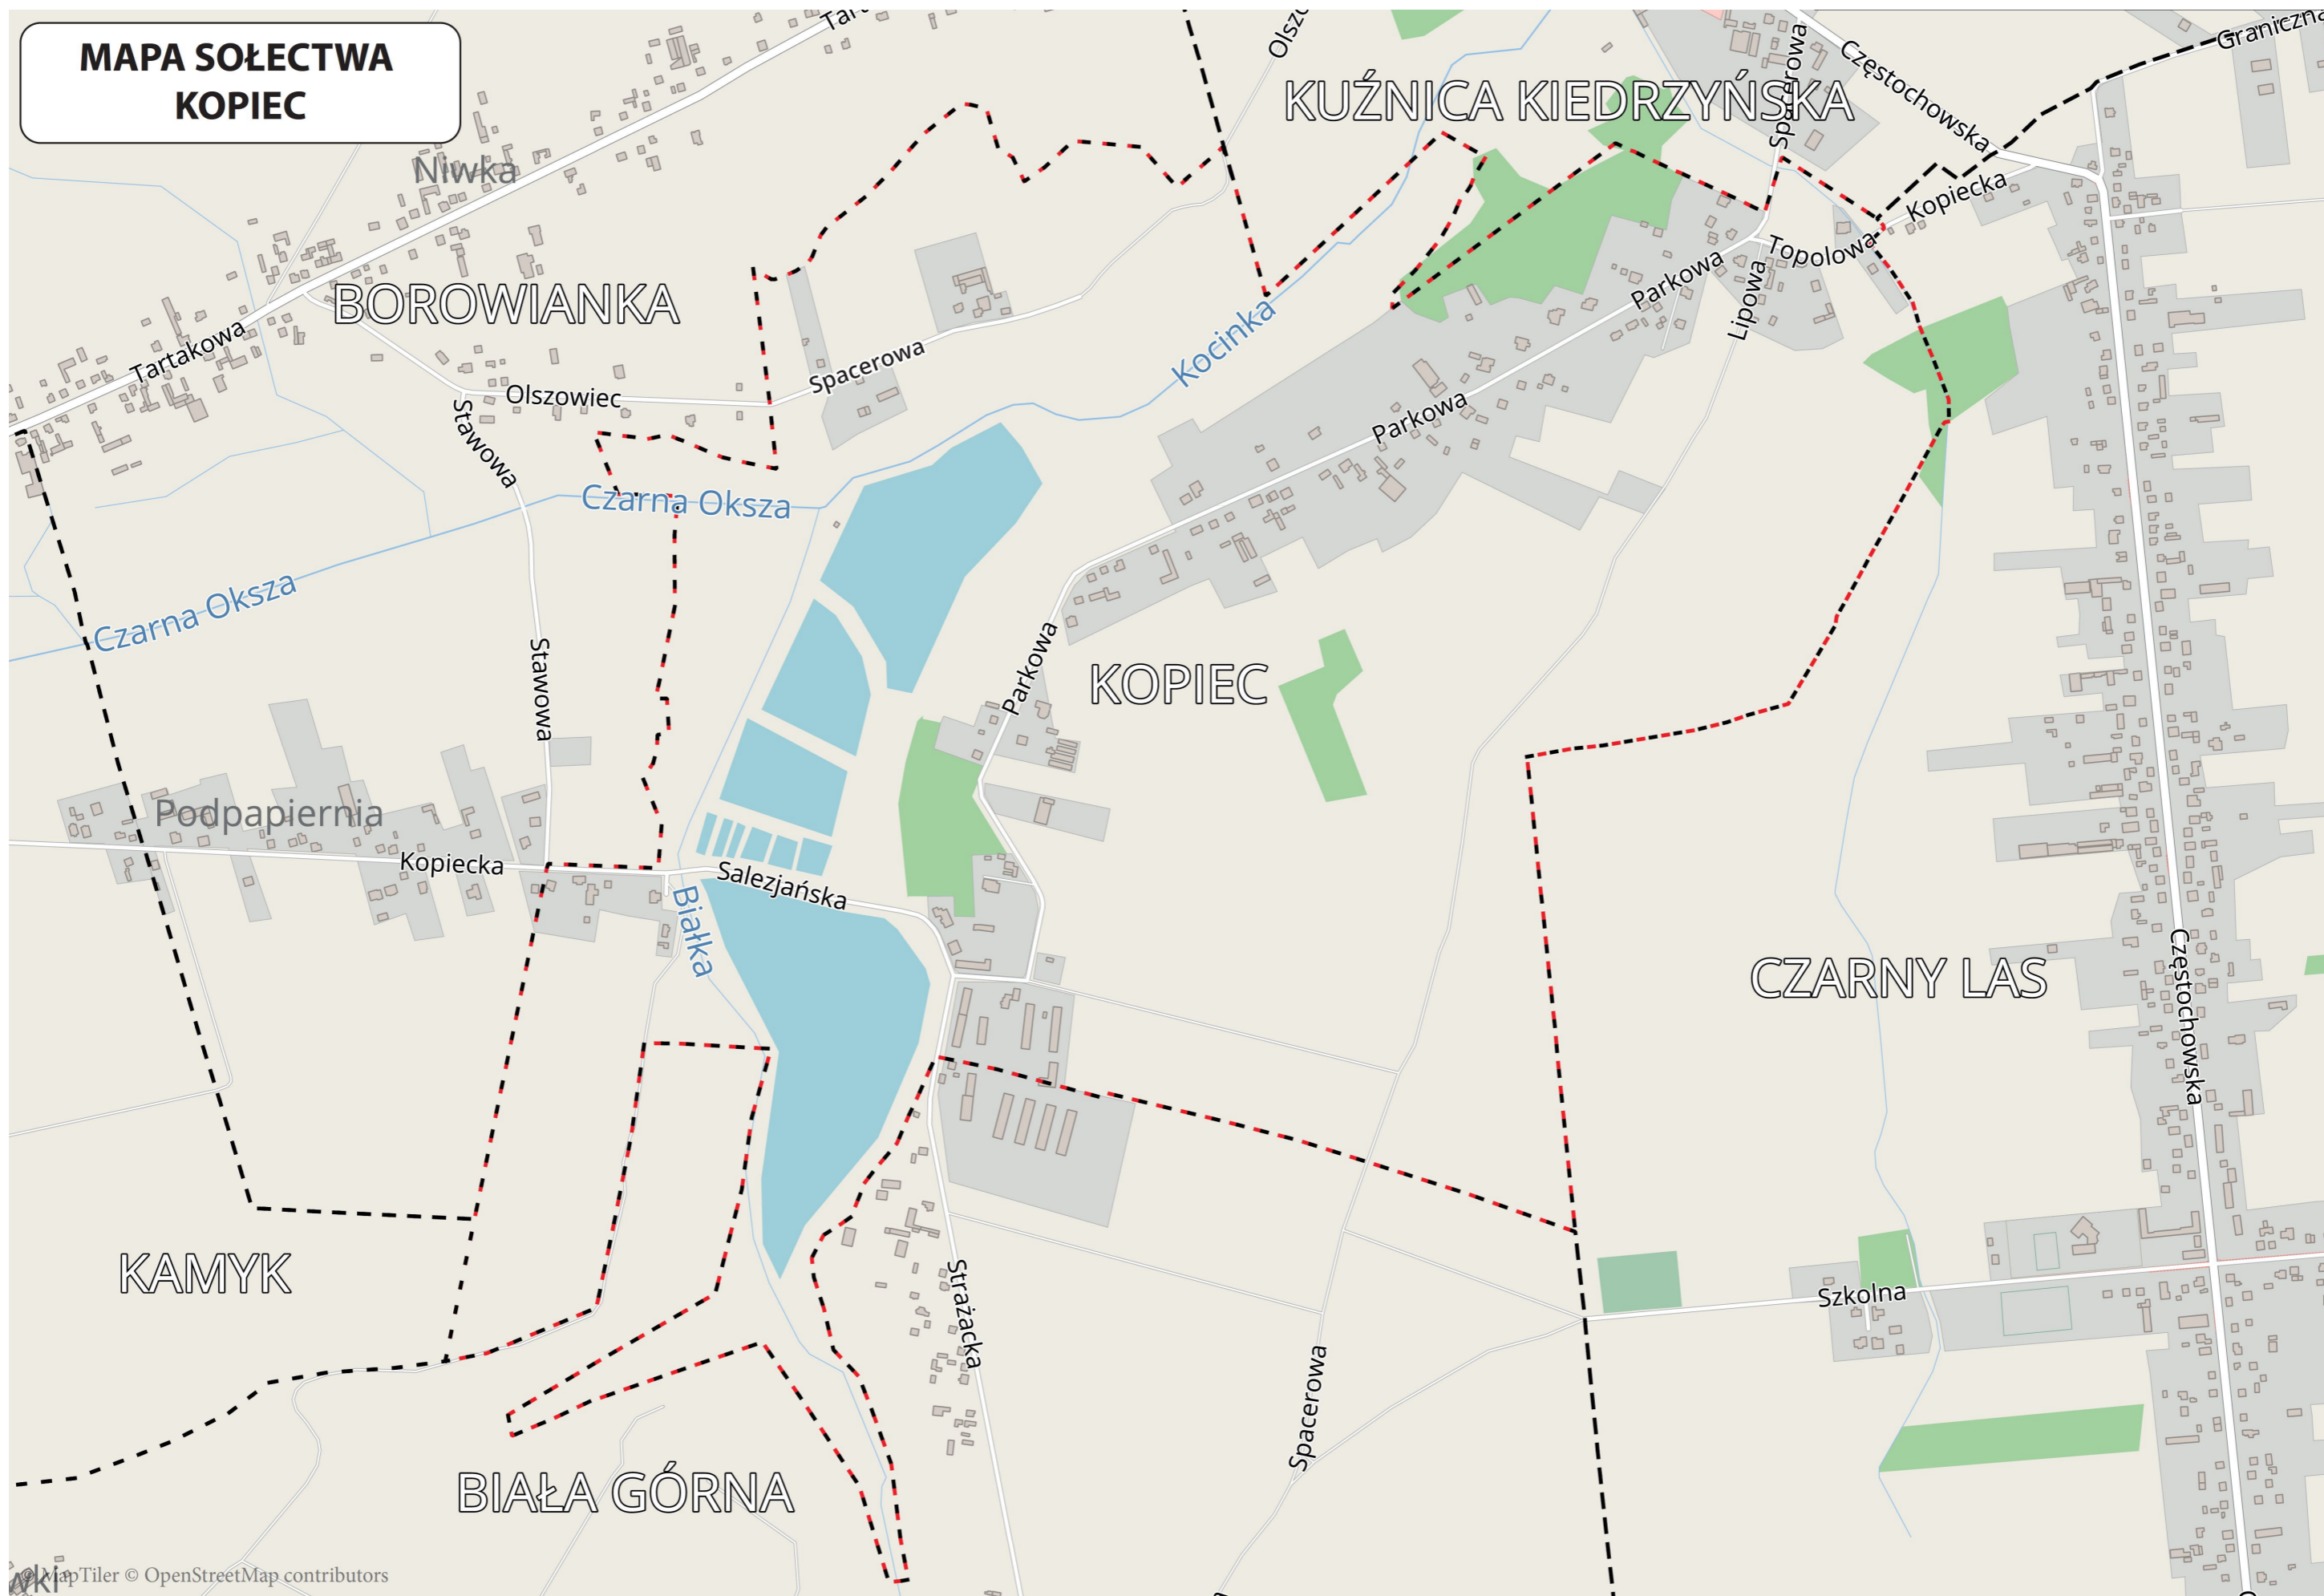 MAPA SOŁECTWA
KOPIEC
Spacerowa
Częstochowska
Graniczna
KUŹNICA KIEDRZYŃSKA
Niwka
Kopiecka
Topolowa
Parkowa
Lipowa
BOROWIANKA
Tartakowa
Kocinka
Spacerowa
Olszowiec
Parkowa
Stawowa
Czarna Oksza
Czarna Oksza
Parkowa
KOPIEC
Stawowa
Podpapiernia
Kopiecka
Salezjańska
Białka
CZARNY LAS
Częstochowska
KAMYK
Szkolna
Strażacka
Spacerowa
BIAŁA GÓRNA
© MapTiler © OpenStreetMap contributors